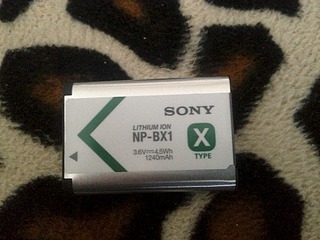 SONY
LITHIUM ION
NP-BX1
3.6V⎓4.5Wh
1240mAh
X
TYPE